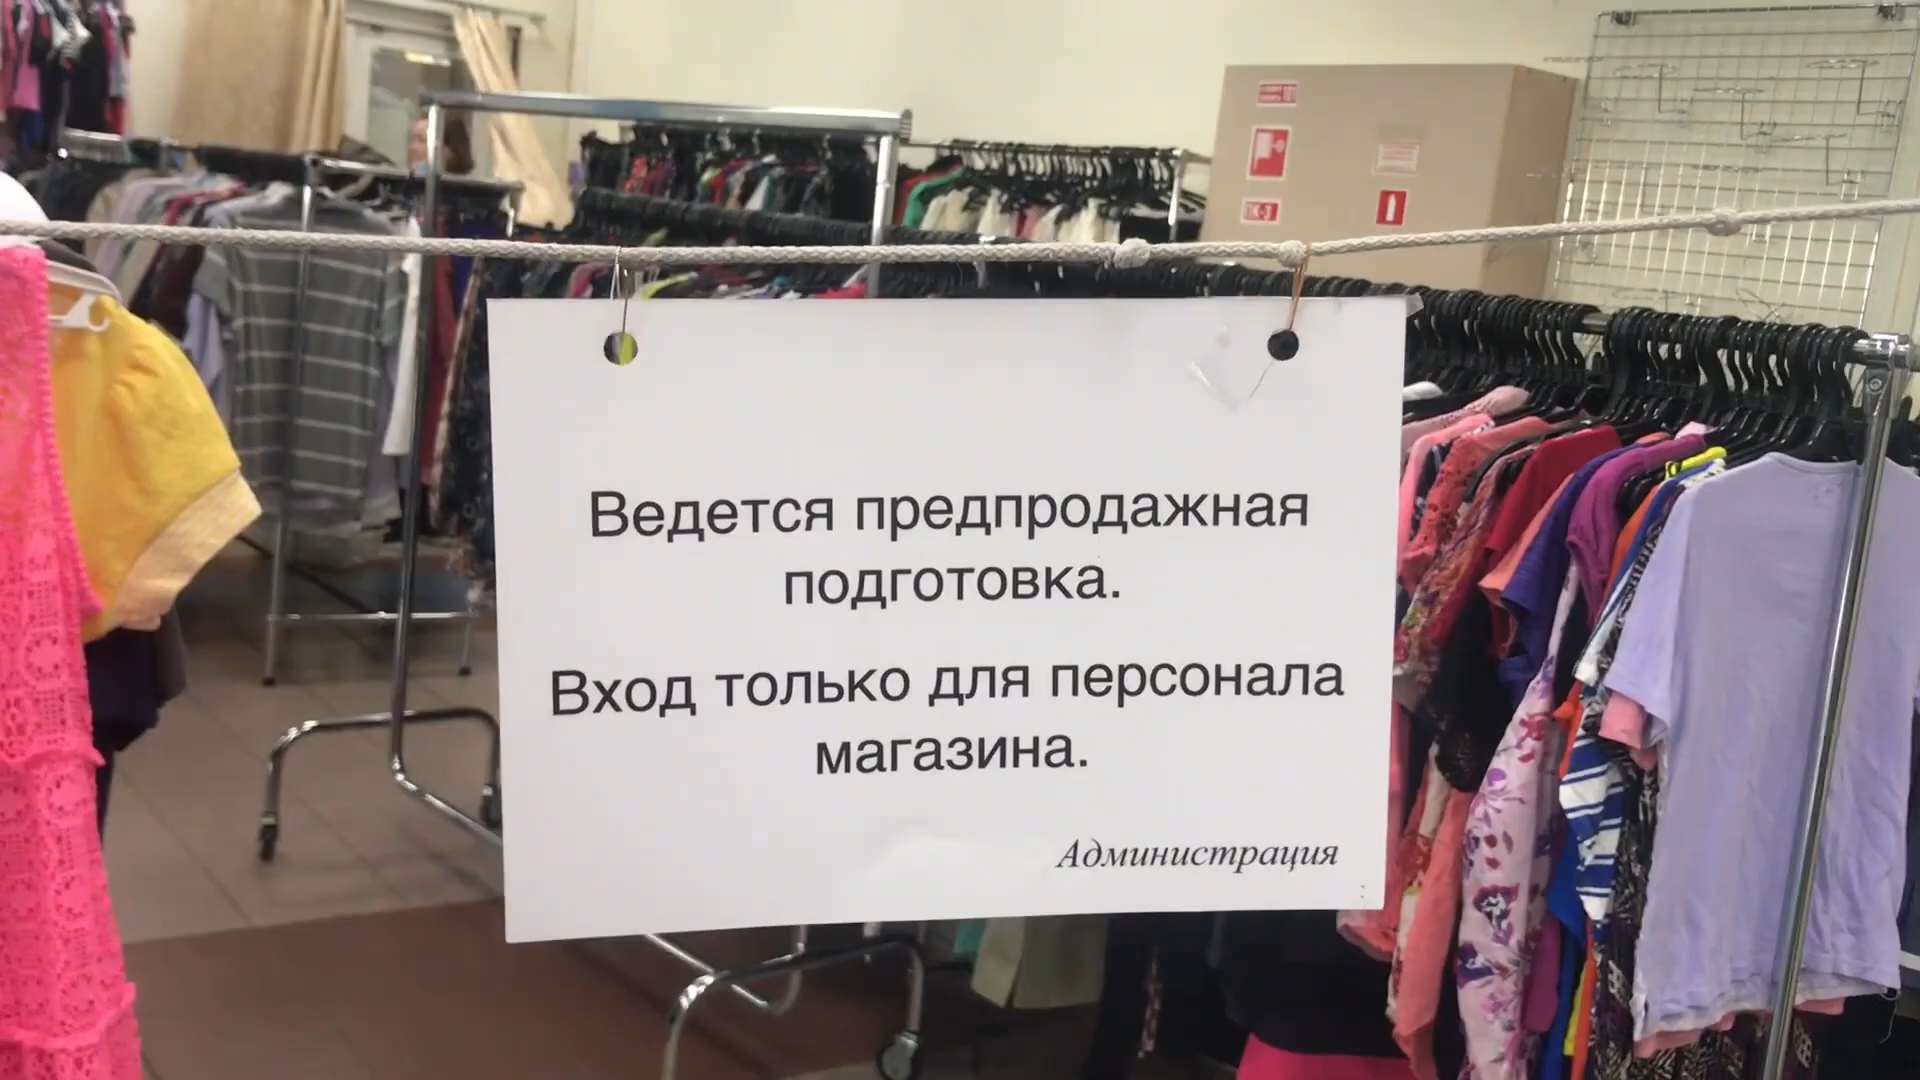 Ведется предпродажная
подготовка.
Вход только для персонала
магазина.
Администрация